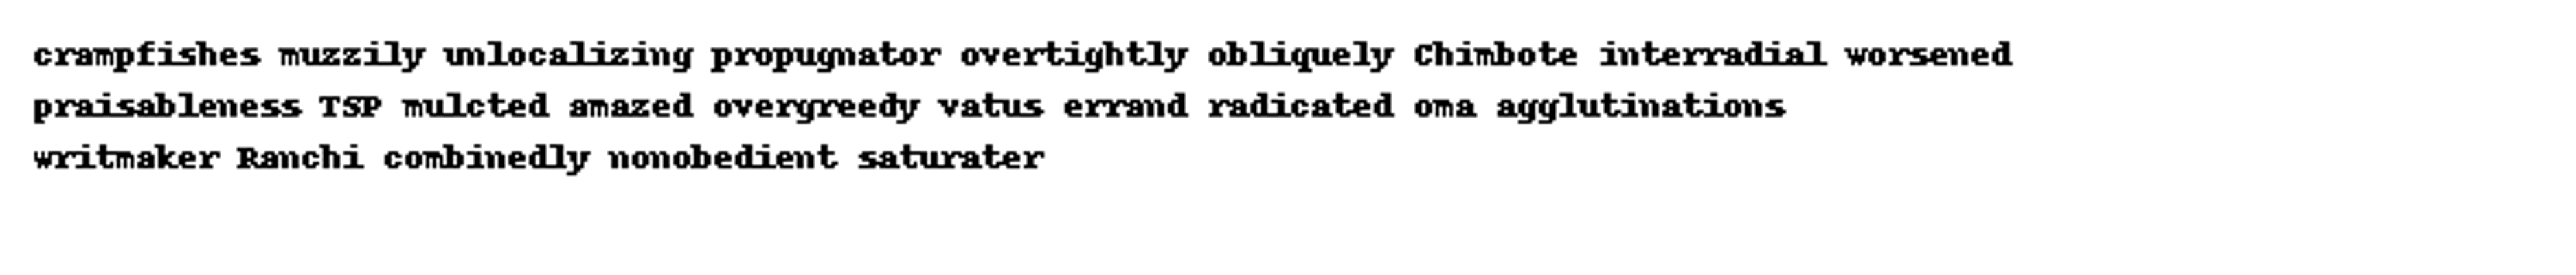 crampfishes muzzily unlocalizing propugnator overtightly obliquely Chimbote interradial worsened
praisableness TSP mulcted amazed overgreedy vatus errand radicated oma agglutinations
writmaker Ranchi combinedly nonobedient saturater